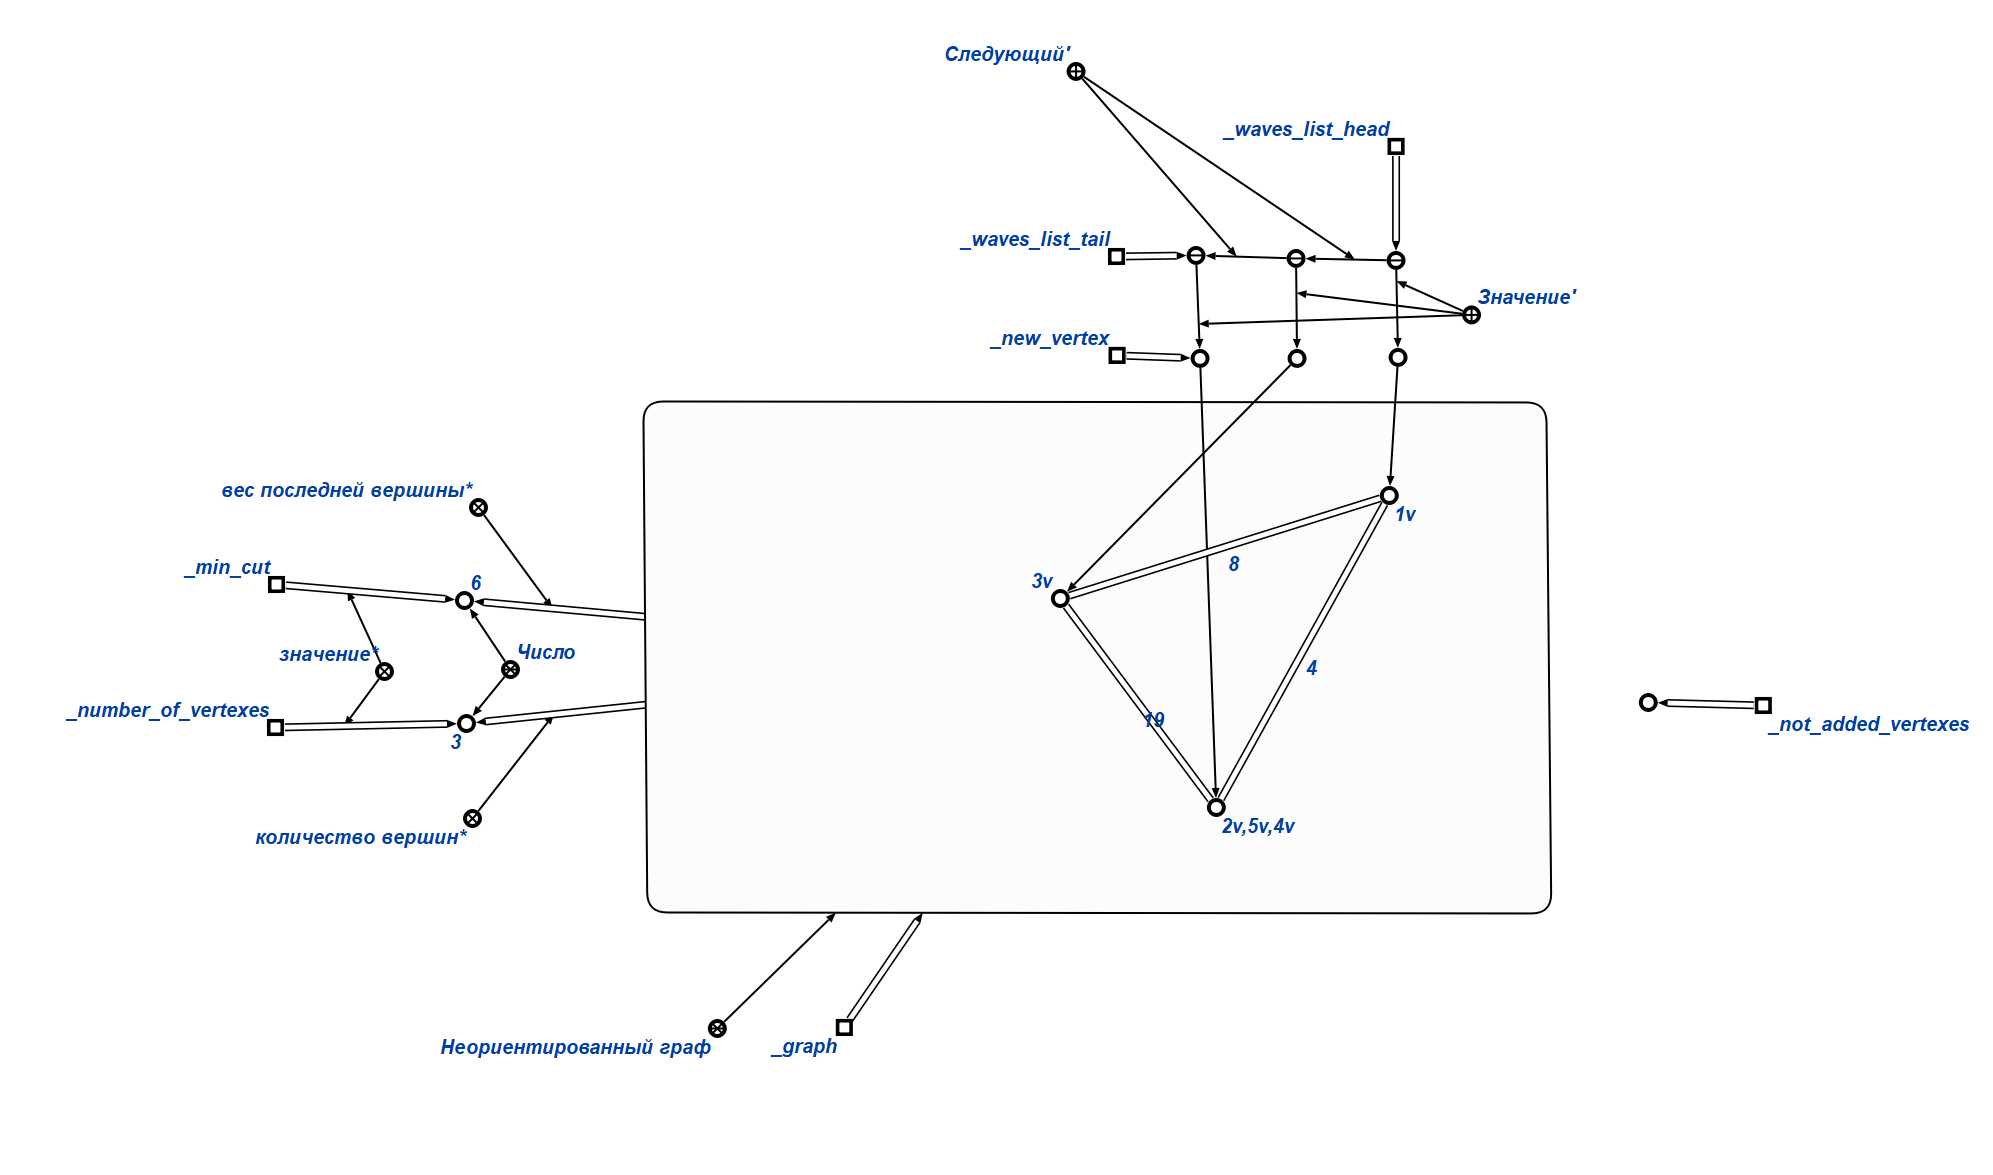 Следующий'
_waves_list_head
_waves_list_tail
Значение'
_new_vertex
вес последней вершины*
1v
_min_cut
6
3v
8
значение*
Число
4
_number_of_vertexes
3
19
_not_added_vertexes
количество вершин*
2v,5v,4v
Неориентированный граф
_graph